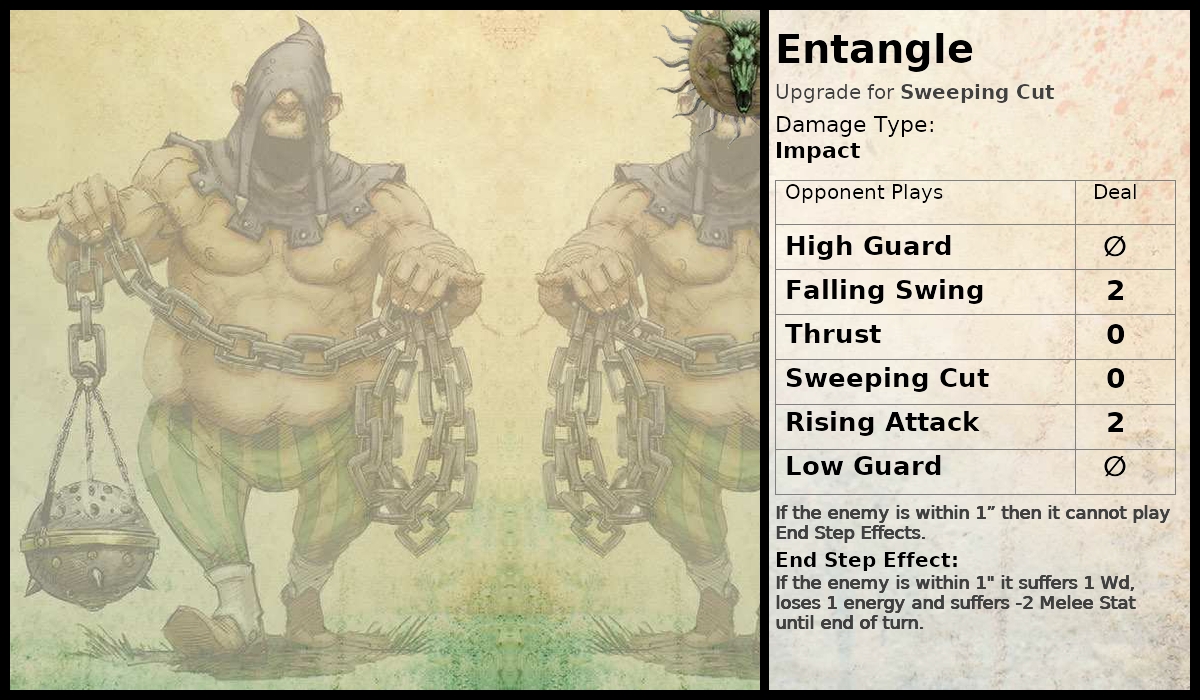 Entangle
Upgrade for Sweeping Cut
Damage Type:
Impact
Opponent Plays Deal
High Guard ∅
Falling Swing 2
Thrust 0
Sweeping Cut 0
Rising Attack 2
Low Guard ∅
If the enemy is within 1” then it cannot play
End Step Effects.
End Step Effect:
If the enemy is within 1" it suffers 1 Wd,
loses 1 energy and suffers -2 Melee Stat
until end of turn.